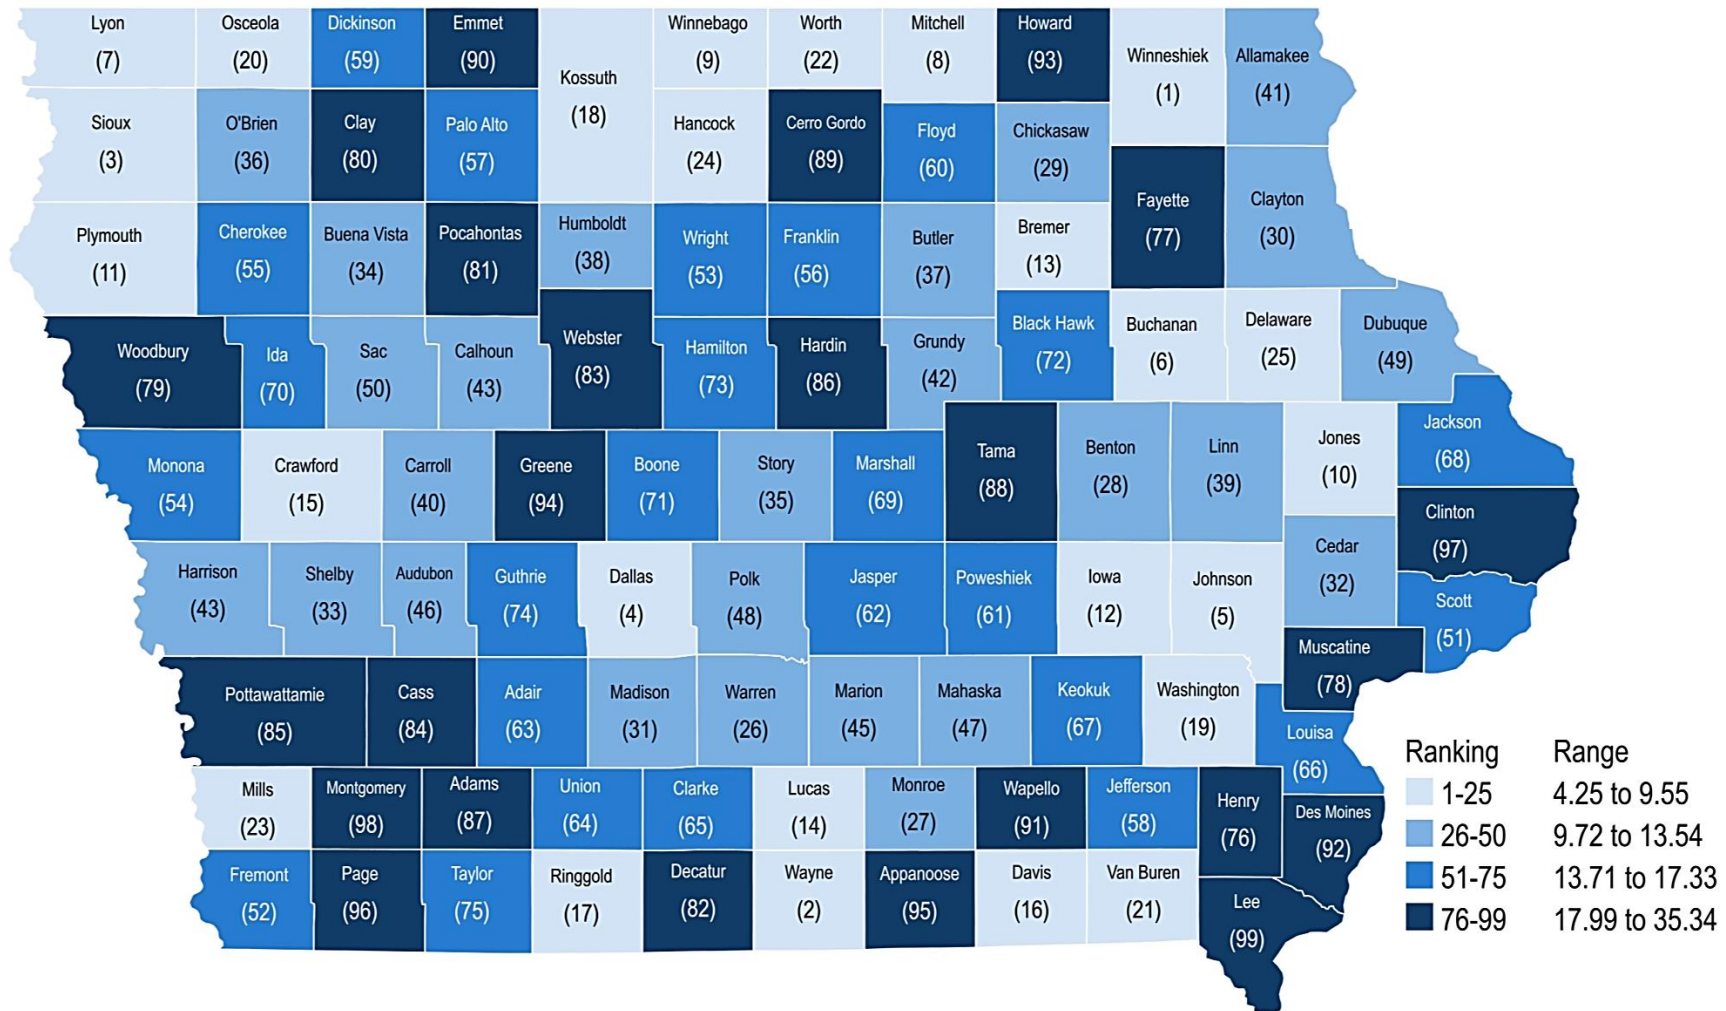 Lyon
(7)
Osceola
(20)
Dickinson
(59)
Emmet
(90)
Kossuth
(18)
Winnebago
(9)
Worth
(22)
Mitchell
(8)
Howard
(93)
Winneshiek
(1)
Allamakee
(41)
Sioux
(3)
O'Brien
(36)
Clay
(80)
Palo Alto
(57)
Hancock
(24)
Cerro Gordo
(89)
Floyd
(60)
Chickasaw
(29)
Fayette
(77)
Clayton
(30)
Plymouth
(11)
Cherokee
(55)
Buena Vista
(34)
Pocahontas
(81)
Humboldt
(38)
Wright
(53)
Franklin
(56)
Butler
(37)
Bremer
(13)
Woodbury
(79)
Ida
(70)
Sac
(50)
Calhoun
(43)
Webster
(83)
Hamilton
(73)
Hardin
(86)
Grundy
(42)
Black Hawk
(72)
Buchanan
(6)
Delaware
(25)
Dubuque
(49)
Monona
(54)
Crawford
(15)
Carroll
(40)
Greene
(94)
Boone
(71)
Story
(35)
Marshall
(69)
Tama
(88)
Benton
(28)
Linn
(39)
Jones
(10)
Jackson
(68)
Clinton
(97)
Harrison
(43)
Shelby
(33)
Audubon
(46)
Guthrie
(74)
Dallas
(4)
Polk
(48)
Jasper
(62)
Poweshiek
(61)
Iowa
(12)
Johnson
(5)
Cedar
(32)
Scott
(51)
Muscatine
(78)
Pottawattamie
(85)
Cass
(84)
Adair
(63)
Madison
(31)
Warren
(26)
Marion
(45)
Mahaska
(47)
Keokuk
(67)
Washington
(19)
Louisa
(66)
Mills
(23)
Montgomery
(98)
Adams
(87)
Union
(64)
Clarke
(65)
Lucas
(14)
Monroe
(27)
Wapello
(91)
Jefferson
(58)
Henry
(76)
Des Moines
(92)
Fremont
(52)
Page
(96)
Taylor
(75)
Ringgold
(17)
Decatur
(82)
Wayne
(2)
Appanoose
(95)
Davis
(16)
Van Buren
(21)
Lee
(99)
Ranking Range
1-25 4.25 to 9.55
26-50 9.72 to 13.54
51-75 13.71 to 17.33
76-99 17.99 to 35.34